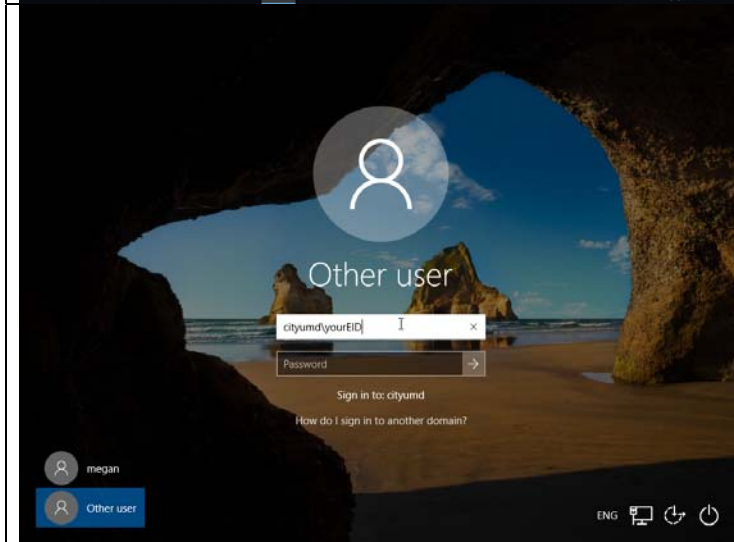 Other user
cityumd\yourEID
Password
Sign in to: cityumd
How do I sign in to another domain?
megan
Other user
ENG